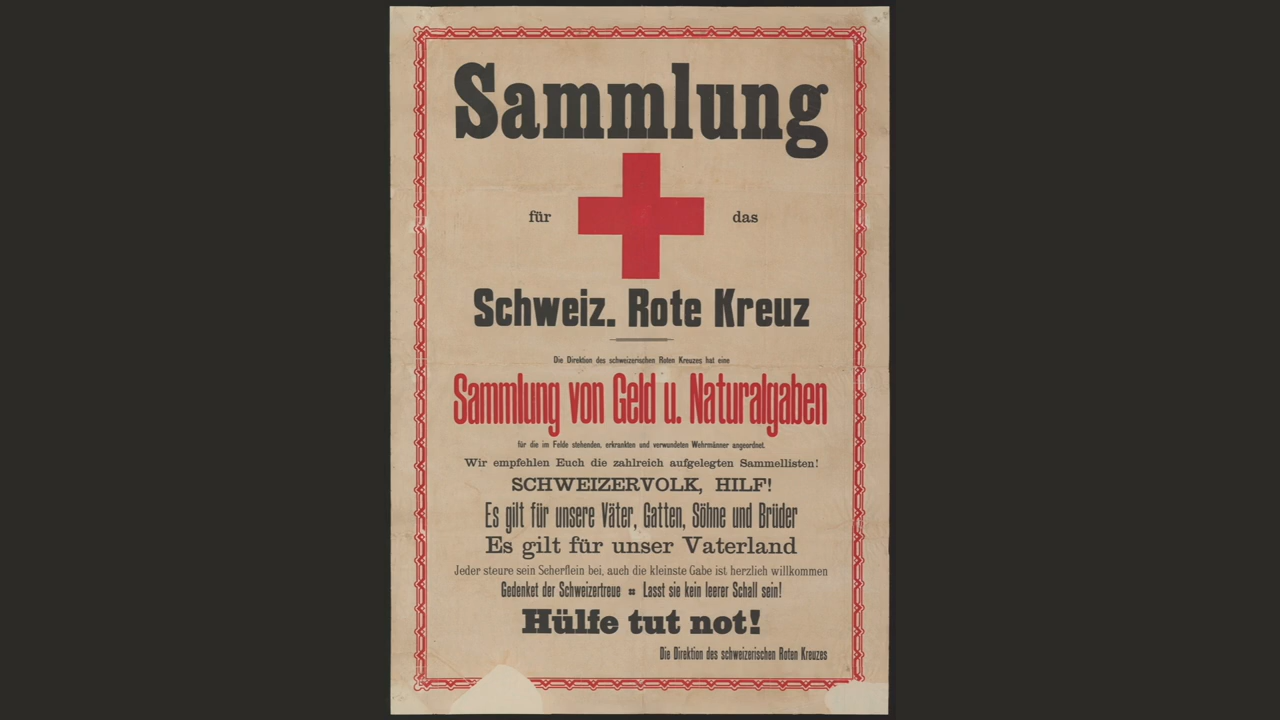 Sammlung
für das
Schweiz. Rote Kreuz
Die Direktion des schweizerischen Roten Kreuzes hat eine
Sammlung von Geld u. Naturalgaben
für die im Felde stehenden, erkrankten und verwundeten Wehrmänner angeordnet.
Wir empfehlen Euch die zahlreich aufgelegten Sammellisten!
SCHWEIZERVOLK, HILF!
Es gilt für unsere Väter, Gatten, Söhne und Brüder
Es gilt für unser Vaterland
Jeder steure sein Scherflein bei, auch die kleinste Gabe ist herzlich willkommen
Gedenket der Schweizertreue Lasst sie kein leerer Schall sein!
Hülfe tut not!
Die Direktion des schweizerischen Roten Kreuzes